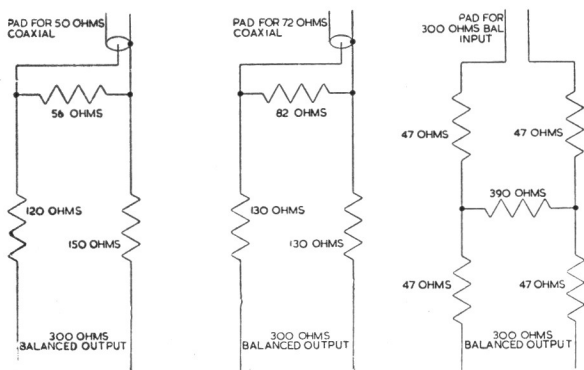 PAD FOR 50 OHMS
COAXIAL
56 OHMS
120 OHMS
150 OHMS
300 OHMS
BALANCED OUTPUT
PAD FOR 72 OHMS
COAXIAL
82 OHMS
130 OHMS
130 OHMS
300 OHMS
BALANCED OUTPUT
PAD FOR
300 OHMS BAL
INPUT
47 OHMS
47 OHMS
390 OHMS
47 OHMS
47 OHMS
300 OHMS
BALANCED OUTPUT